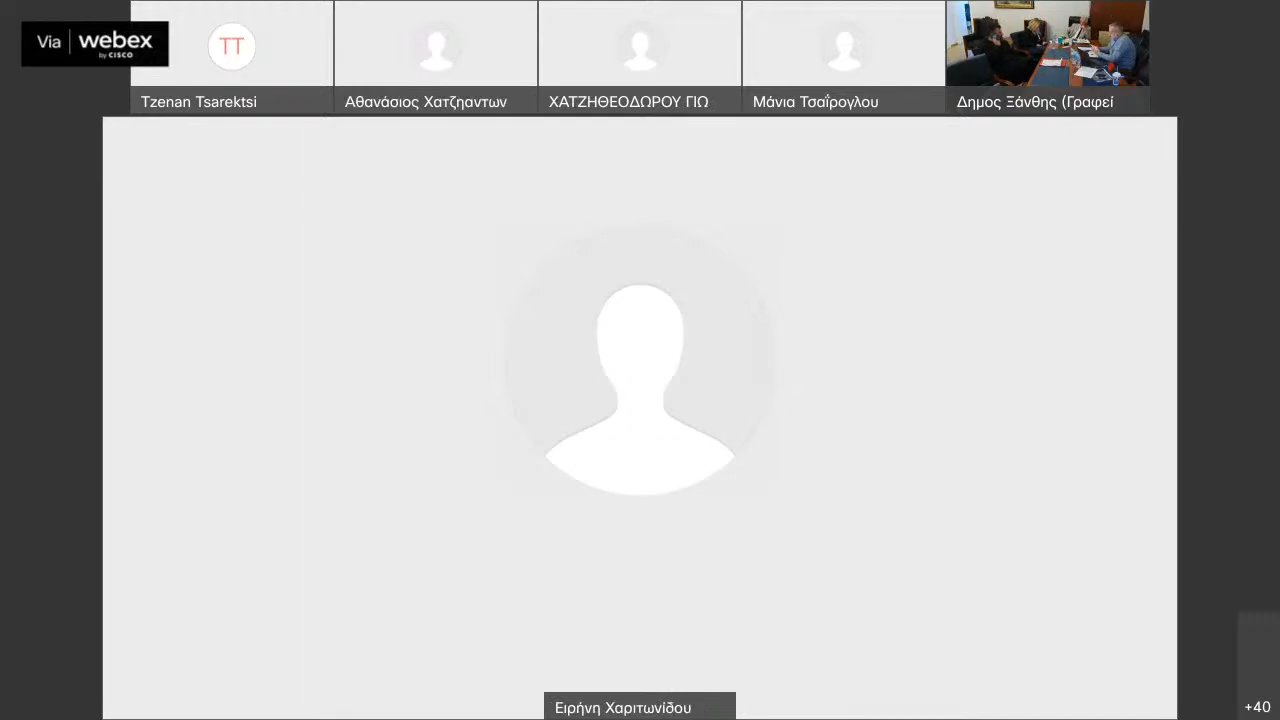 Via webex
by CISCO
TT
Tzenan Tsarektsi
Αθανάσιος Χατζηαντων
ΧΑΤΖΗΘΕΟΔΩΡΟΥ ΓΙΩ
Μάνια Τσαΐρογλου
Δημος Ξάνθης (Γραφεί
Ειρήνη Χαριτωνίδου
+40